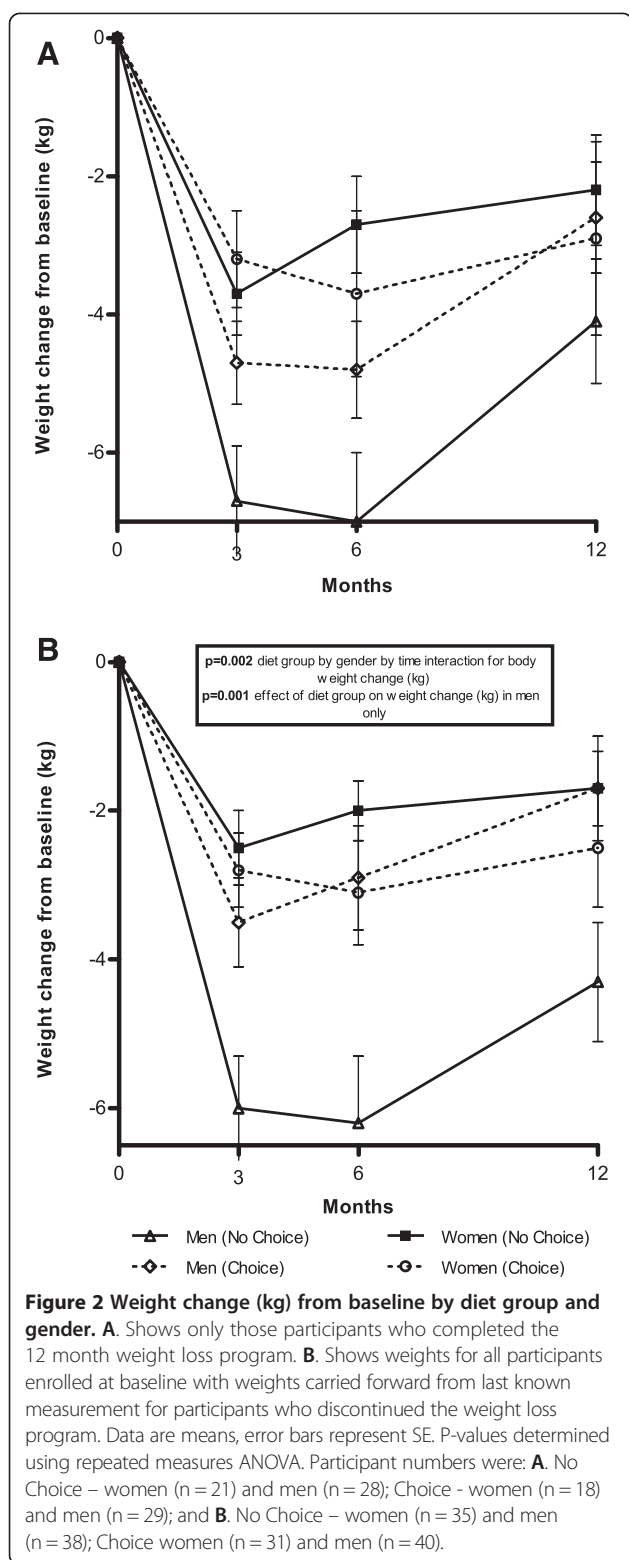 A
0
-2
-4
-6
Weight change from baseline (kg)
0 3 6 12
Months
B
p=0.002 diet group by gender by time interaction for body
weight change (kg)
p=0.001 effect of diet group on weight change (kg) in men
only
0
-2
-4
-6
Weight change from baseline (kg)
0 3 6 12
Months
Men (No Choice) Women (No Choice)
Men (Choice) Women (Choice)
Figure 2 Weight change (kg) from baseline by diet group and
gender. A. Shows only those participants who completed the
12 month weight loss program. B. Shows weights for all participants
enrolled at baseline with weights carried forward from last known
measurement for participants who discontinued the weight loss
program. Data are means, error bars represent SE. P-values determined
using repeated measures ANOVA. Participant numbers were: A. No
Choice – women (n = 21) and men (n = 28); Choice - women (n = 18)
and men (n = 29); and B. No Choice – women (n = 35) and men
(n = 38); Choice women (n = 31) and men (n = 40).